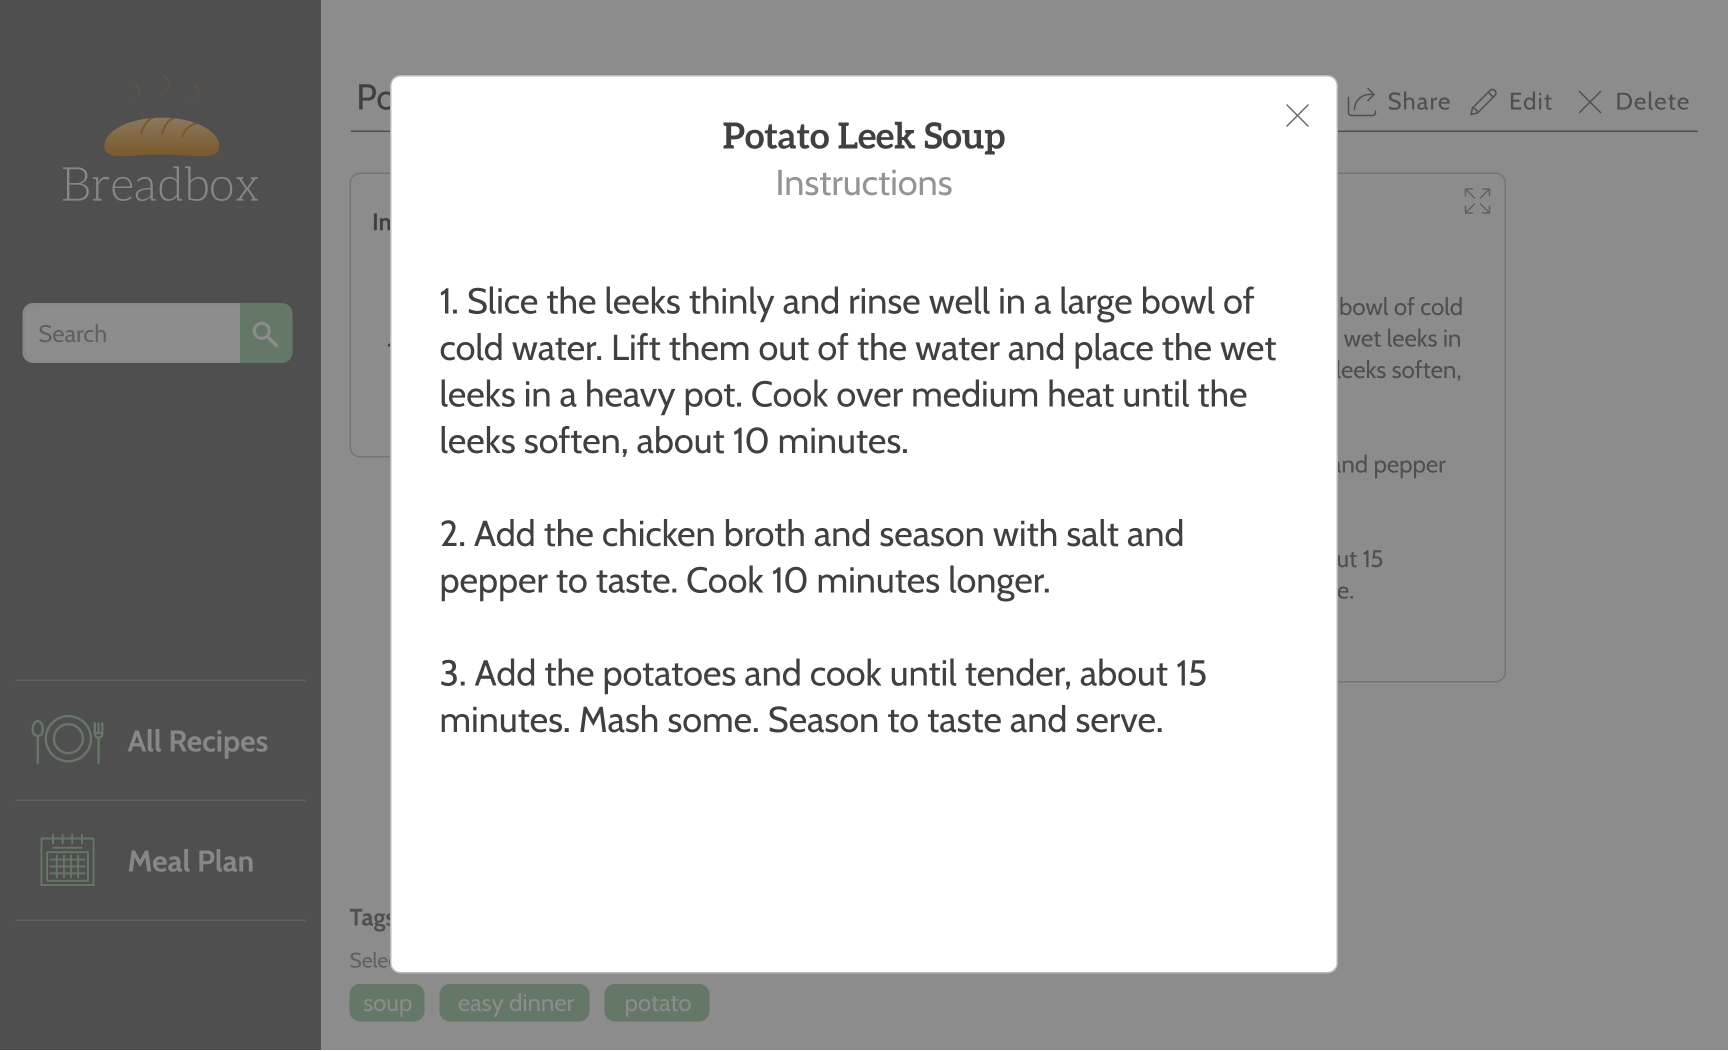 Breadbox
Search
All Recipes
Meal Plan
Share
Edit
Delete
Potato Leek Soup
Instructions
1. Slice the leeks thinly and rinse well in a large bowl of
cold water. Lift them out of the water and place the wet
leeks in a heavy pot. Cook over medium heat until the
leeks soften, about 10 minutes.
2. Add the chicken broth and season with salt and
pepper to taste. Cook 10 minutes longer.
3. Add the potatoes and cook until tender, about 15
minutes. Mash some. Season to taste and serve.
bowl of cold
wet leeks in
leeks soften,
pepper
15
Tags
soup
easy dinner
potato